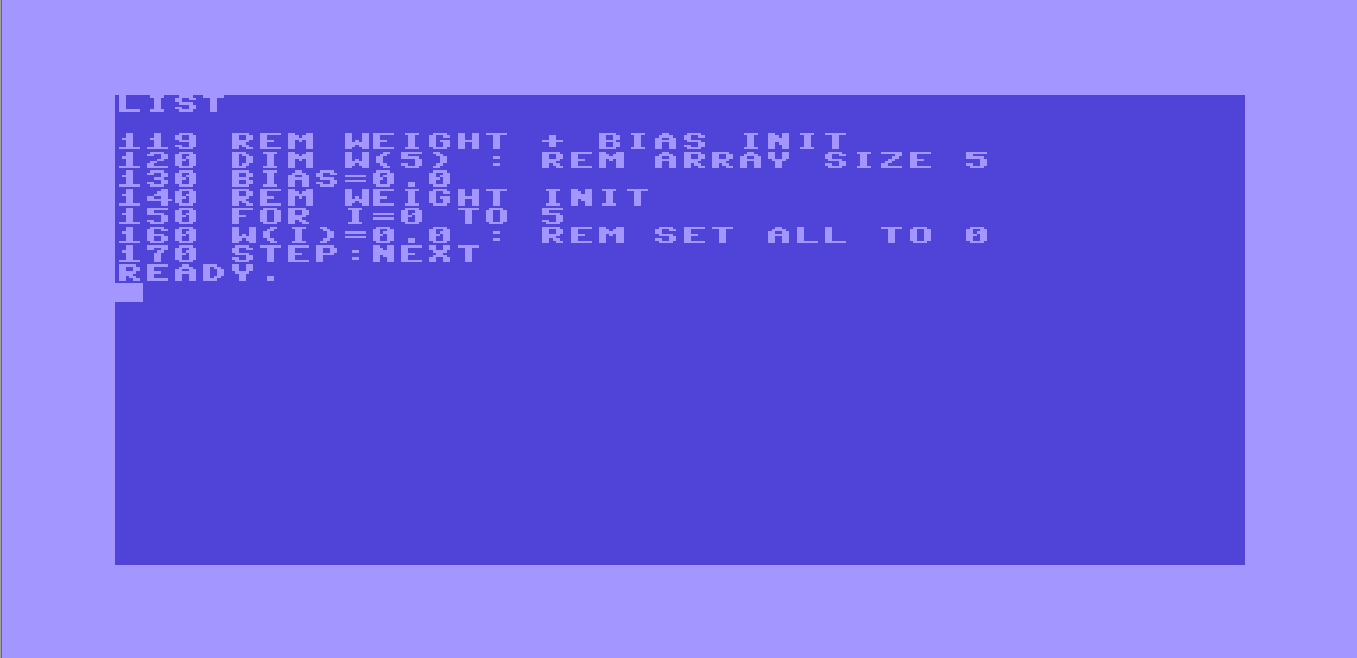 LIST
119 REM WEIGHT + BIAS INIT
120 DIM W(5) : REM ARRAY SIZE 5
130 BIAS=0.0
140 REM WEIGHT INIT
150 FOR I=0 TO 5
160 W(I)=0.0 : REM SET ALL TO 0
170 STEP:NEXT
READY.